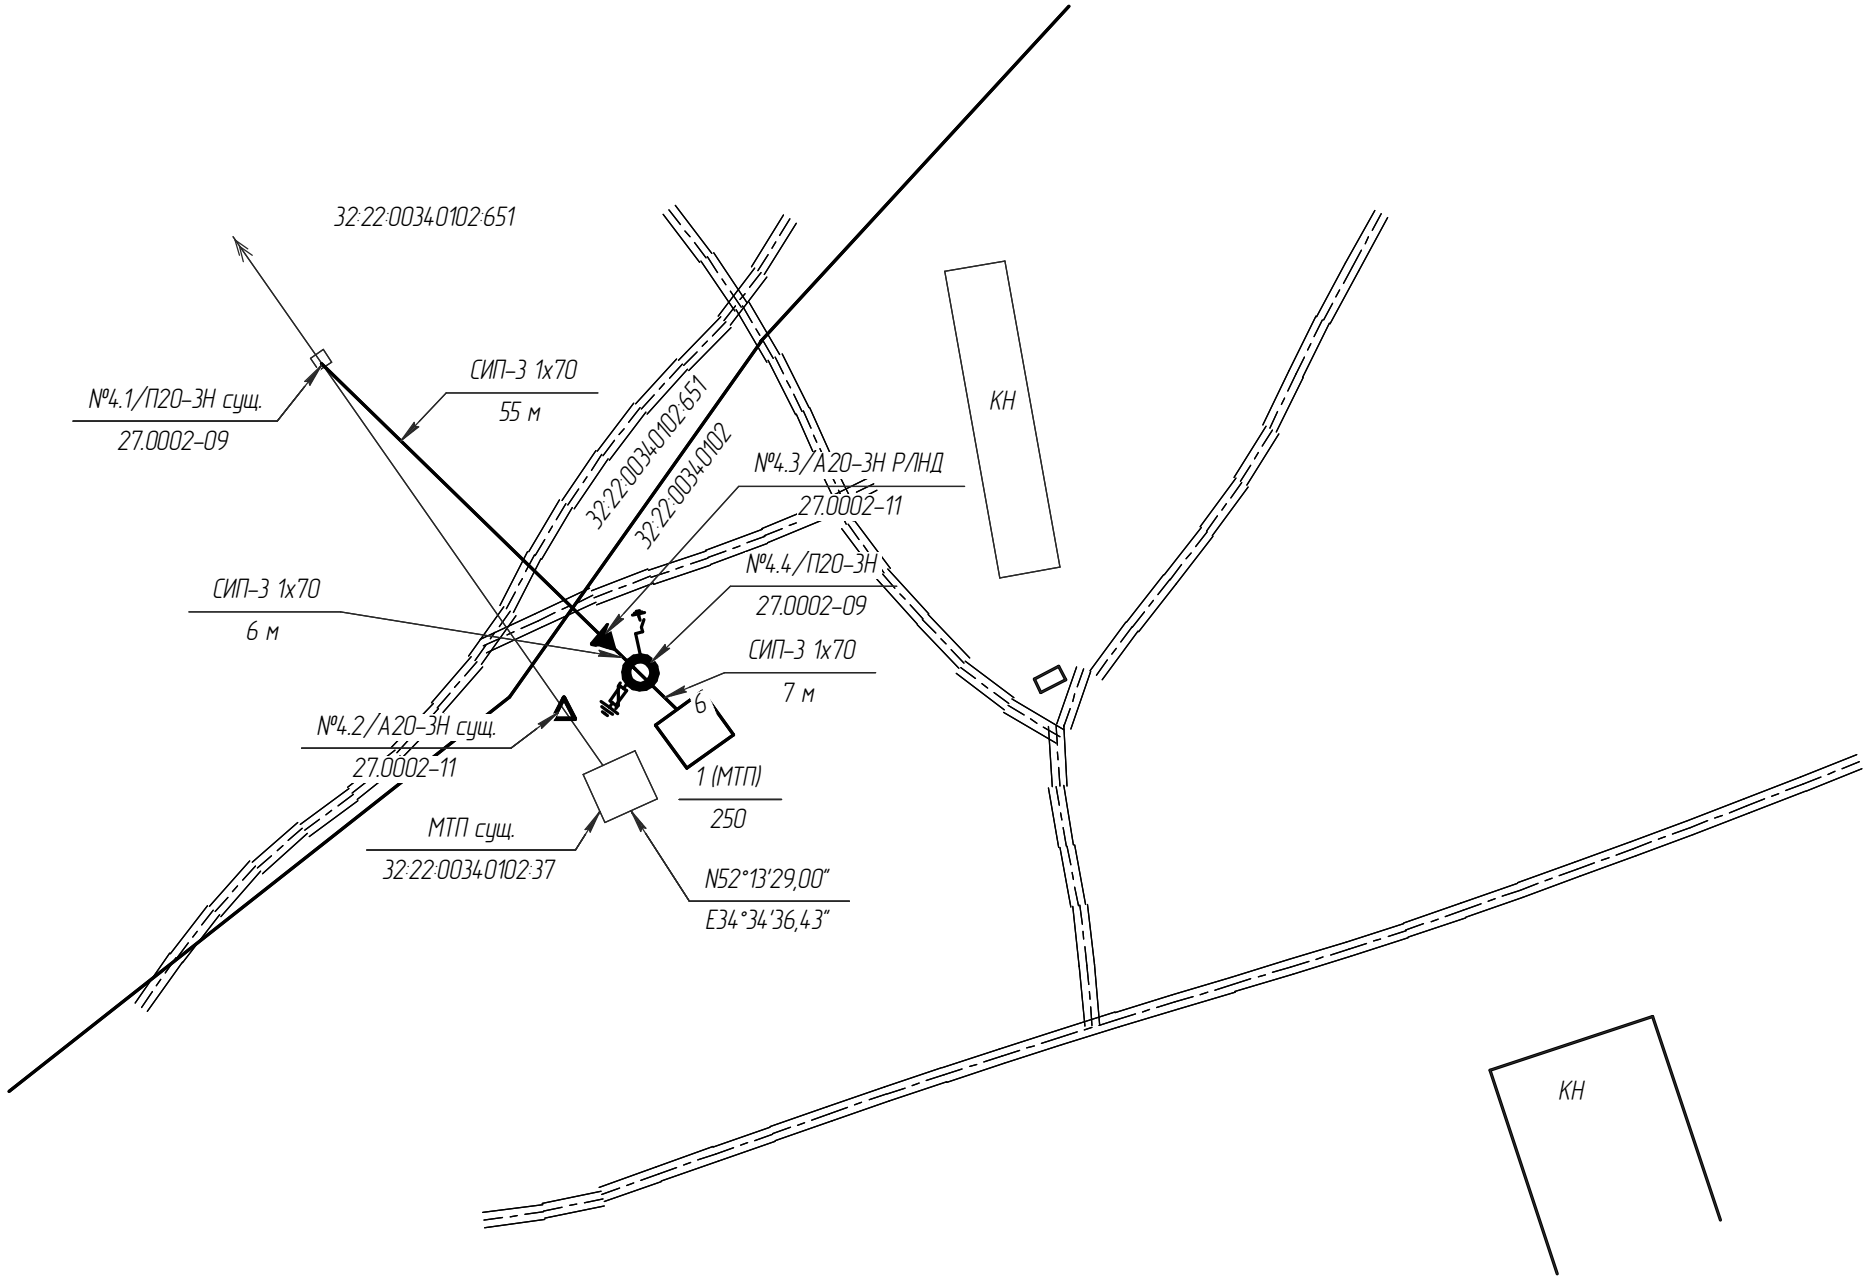 32:22:00340102:651
СИП-3 1х70
55 м
№4.1/П20-3Н сущ.
27.0002-09
32:22:00340102:651
32:22:00340102
КН
№4.3/А20-3Н РЛНД
27.0002-11
№4.4/П20-3Н
27.0002-09
СИП-3 1х70
6 м
СИП-3 1х70
7 м
6
№4.2/А20-3Н сущ.
27.0002-11
1 (МТП)
250
МТП сущ.
32:22:00340102:37
N52°13'29,00"
E34°34'36,43"
КН